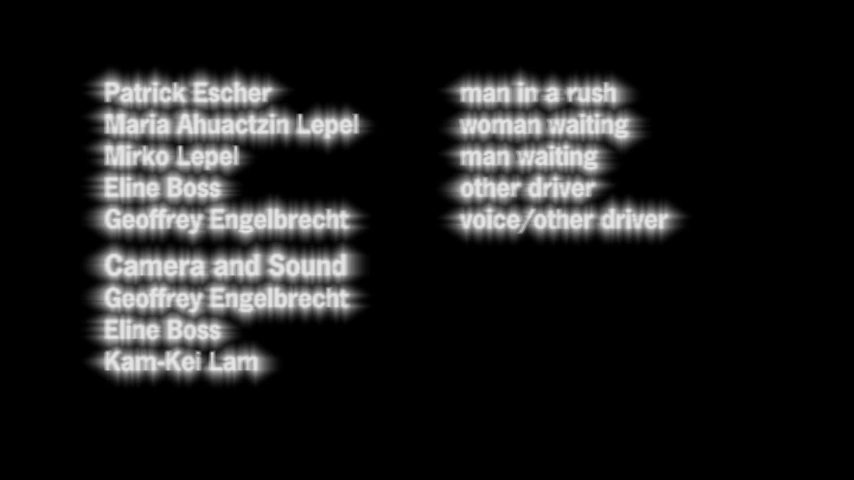 Patrick Escher man in a rush
Maria Ahuactzin Lepel woman waiting
Mirko Lepel man waiting
Eline Boss other driver
Geoffrey Engelbrecht voice/other driver
Camera and Sound
Geoffrey Engelbrecht
Eline Boss
Kam-Kei Lam